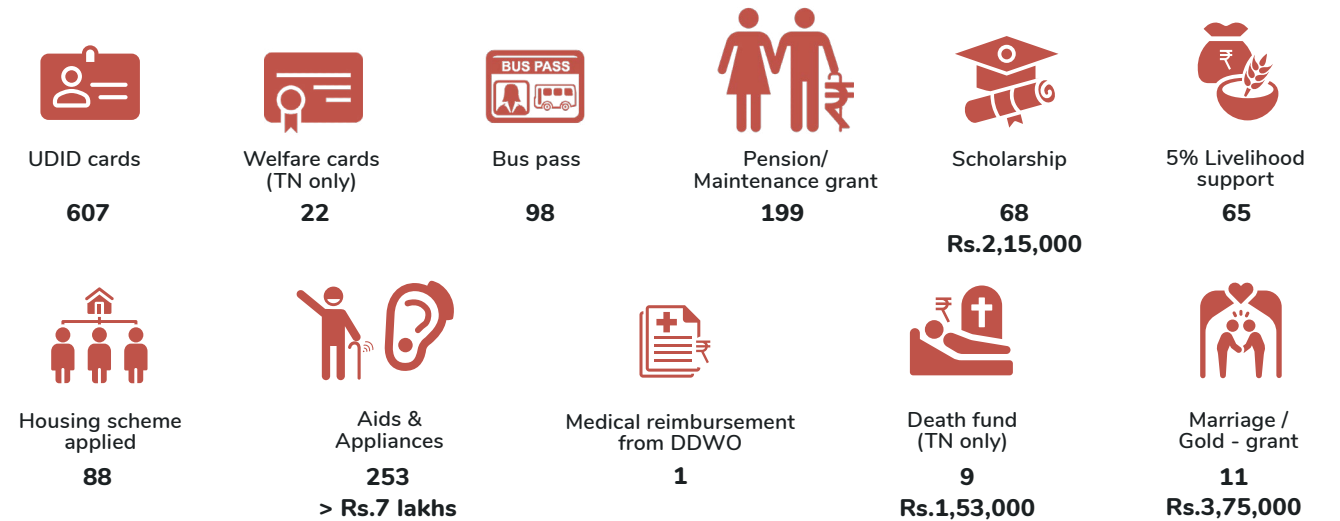 BUS PASS
₹
₹
UDID cards
607
Welfare cards
(TN only)
22
Bus pass
98
Pension/
Maintenance grant
199
Scholarship
68
Rs.2,15,000
5% Livelihood
support
65
₹
₹
Housing scheme
applied
88
Aids &
Appliances
253
> Rs.7 lakhs
Medical reimbursement
from DDWO
1
Death fund
(TN only)
9
Rs.1,53,000
Marriage /
Gold - grant
11
Rs.3,75,000